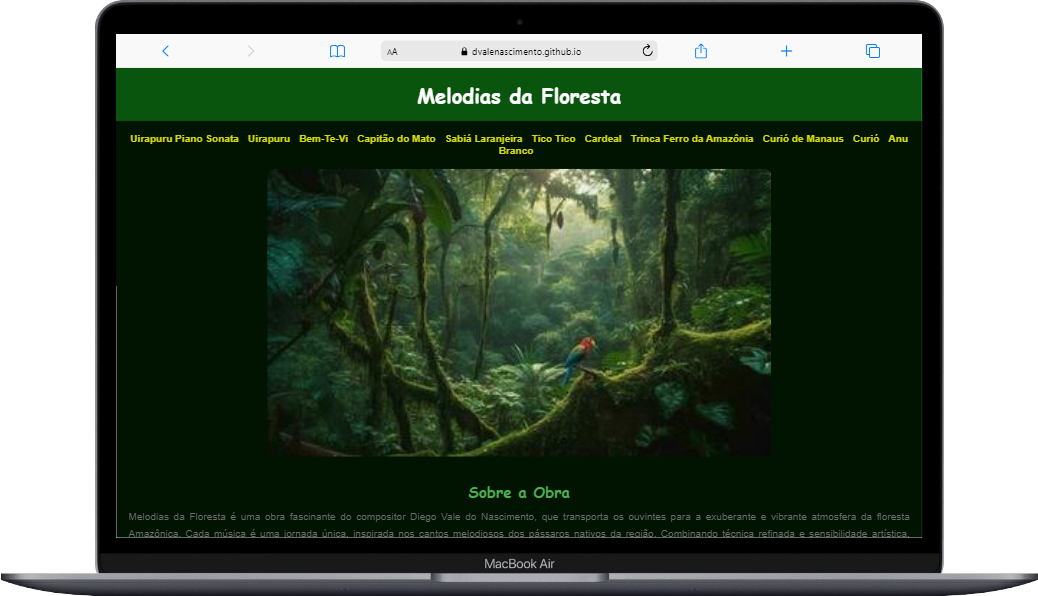 AA dvalenascimento.github.io
Melodias da Floresta
Uirapuru Piano Sonata Uirapuru Bem-Te-Vi Capitão do Mato Sabiá Laranjeira Tico Tico Cardeal Trinca Ferro da Amazônia Curió de Manaus Curió Anu
Branco
Sobre a Obra
Melodias da Floresta é uma obra fascinante do compositor Diego Vale do Nascimento, que transporta os ouvintes para a exuberante e vibrante atmosfera da floresta
Amazônica. Cada música é uma jornada única, inspirada nos cantos melodiosos dos pássaros nativos da região. Combinando técnica refinada e sensibilidade artística,
MacBook Air